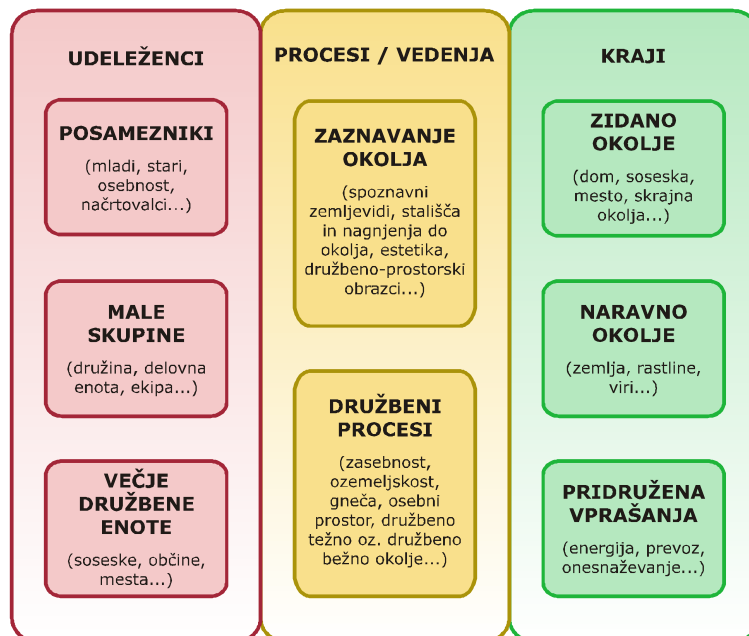 UDELEŽENCI
POSAMEZNIKI
(mladi, stari,
osebnost,
načrtovalci...)
MALE
SKUPINE
(družina, delovna
enota, ekipa...)
VEČJE
DRUŽBENE
ENOTE
(soseske, občine,
mesta...)
PROCESI / VEDENJA
ZAZNAVANJE
OKOLJA
(spoznavni
zemljevidi, stališča
in nagnjenja do
okolja, estetika,
družbeno-prostorski
obrazci...)
DRUŽBENI
PROCESI
(zasebnost,
ozemeljskost,
gneča, osebni
prostor, družbeno
težno oz. družbeno
bežno okolje...)
KRAJI
ZIDANO
OKOLJE
(dom, soseska,
mesto, skrajna
okolja...)
NARAVNO
OKOLJE
(zemlja, rastline,
viri...)
PRIDRUŽENA
VPRAŠANJA
(energija, prevoz,
onesnaževanje...)